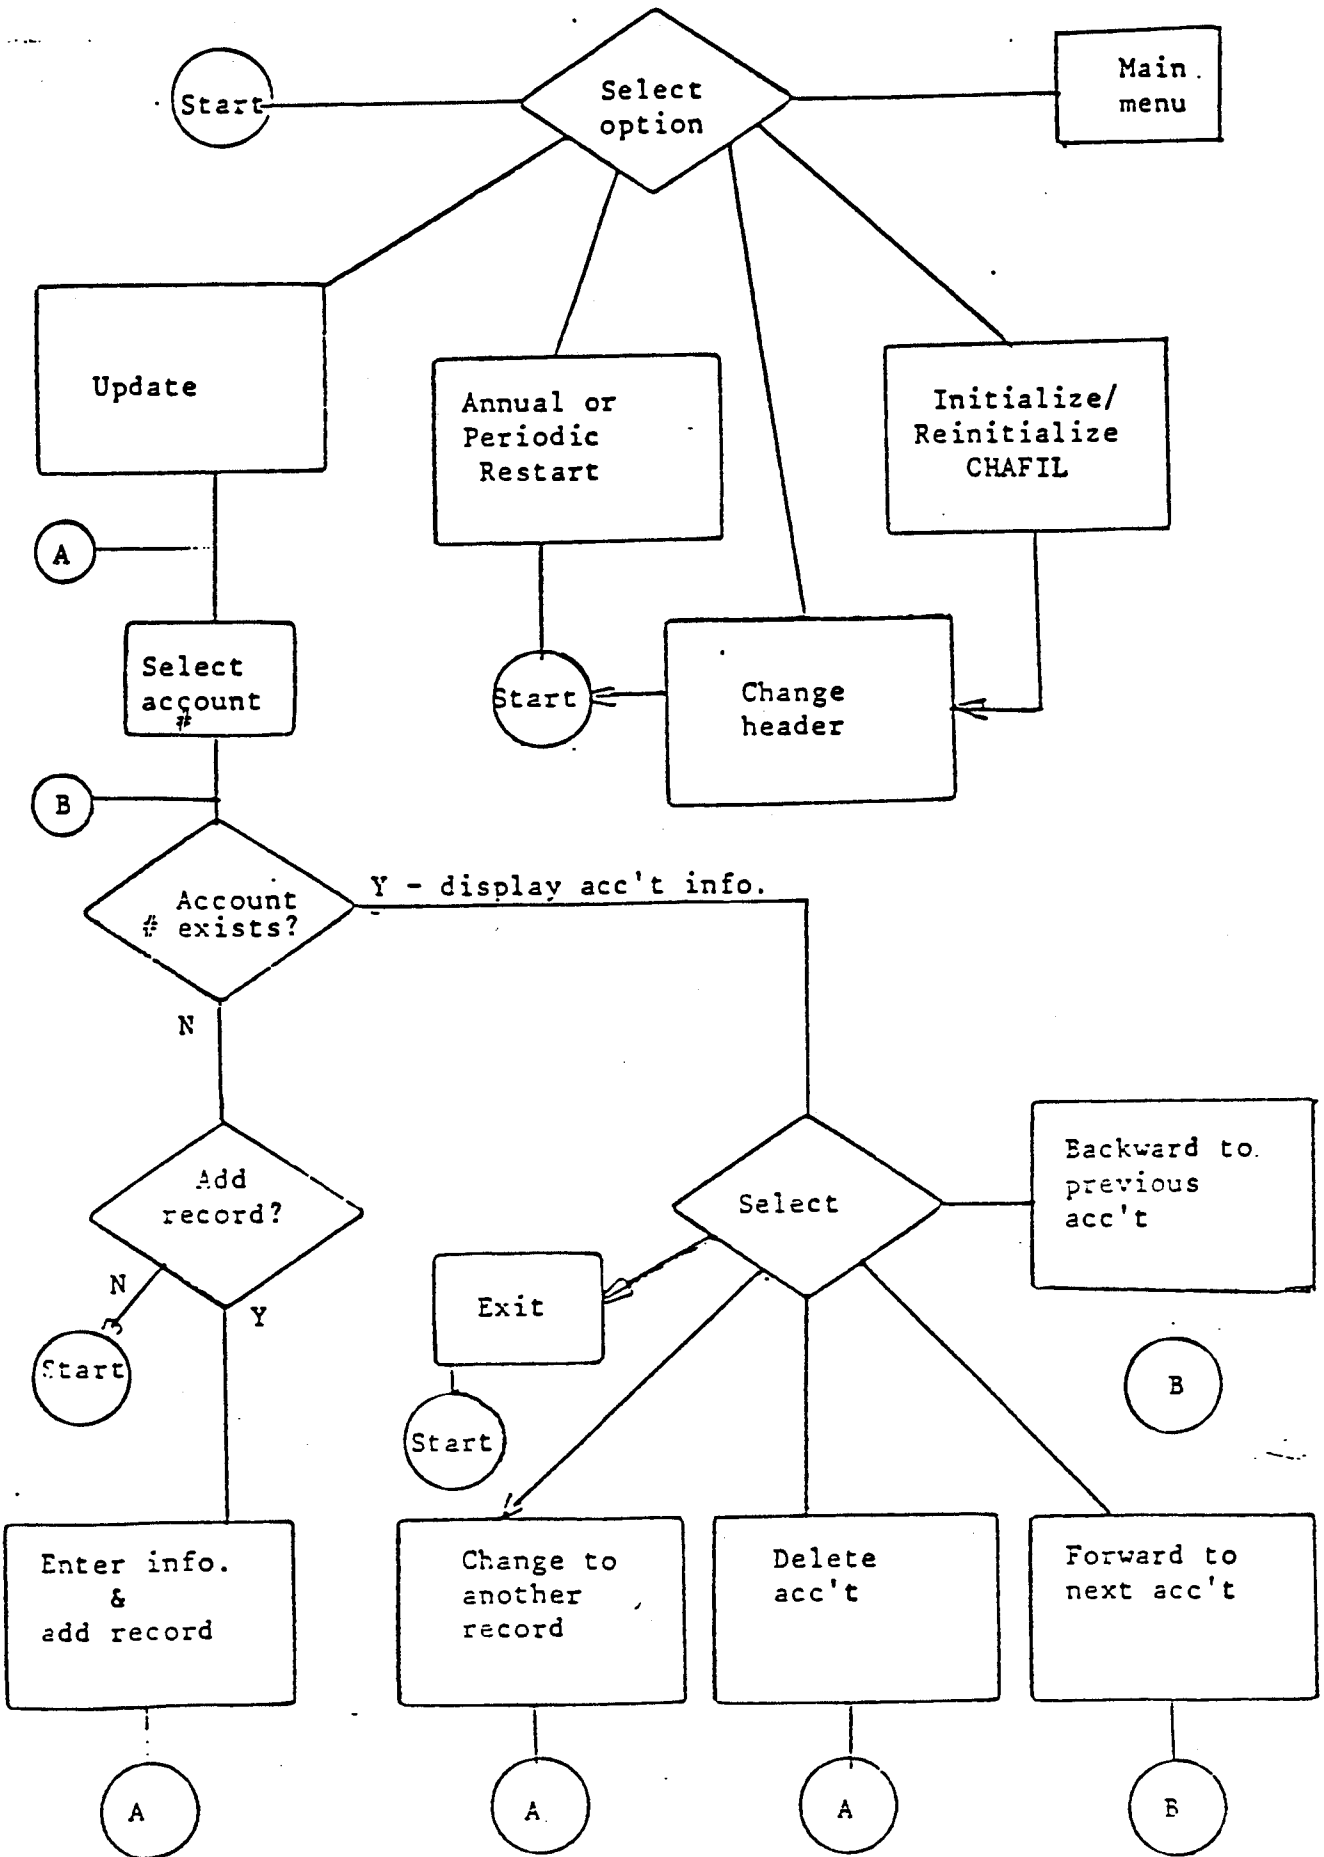 Start
Select
option
Main
menu
Update
Annual or
Periodic
Restart
Initialize/
Reinitialize
CHAFIL
A
Select
account
#
Start
Change
header
B
Account
# exists?
Y - display acc't info.
N
Add
record?
N
Y
Start
Select
Backward to
previous
acc't
Exit
Start
B
Enter info.
&
add record
Change to
another
record
Delete
acc't
Forward to
next acc't
A
A
A
B